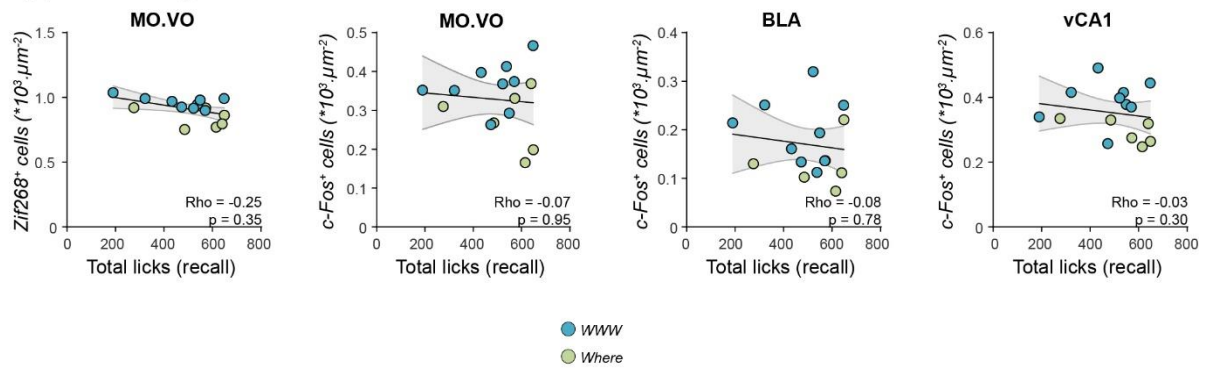 MO.VO
Zif268⁺ cells (*10³.µm⁻²)
1.5
1.0
0.5
0
0
200
400
600
800
Rho = -0.25
p = 0.35
Total licks (recall)
MO.VO
c-Fos⁺ cells (*10³.µm⁻²)
0.5
0.4
0.3
0.2
0.1
0
0
200
400
600
800
Rho = -0.07
p = 0.95
Total licks (recall)
BLA
c-Fos⁺ cells (*10³.µm⁻²)
0.4
0.3
0.2
0.1
0
0
200
400
600
800
Rho = -0.08
p = 0.78
Total licks (recall)
vCA1
c-Fos⁺ cells (*10³.µm⁻²)
0.6
0.4
0.2
0
0
200
400
600
800
Rho = -0.03
p = 0.30
Total licks (recall)
WWW
Where